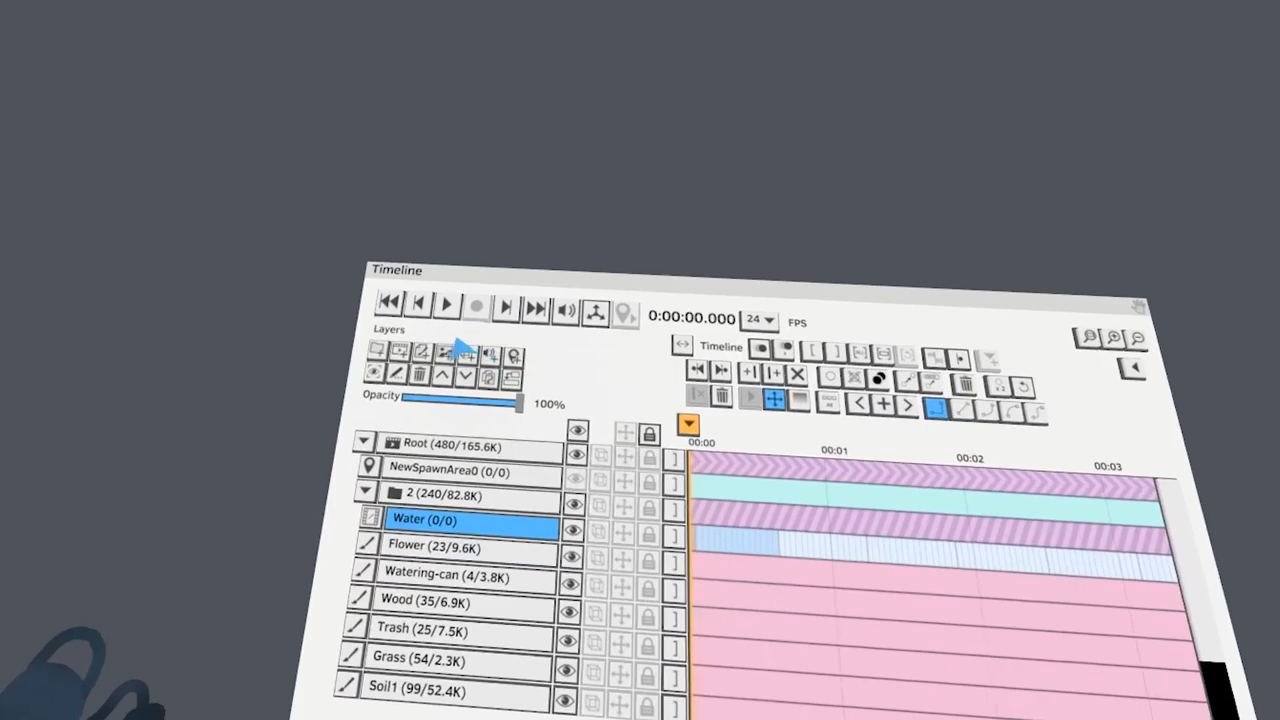 Timeline
0:00:00.000 24 FPS
Layers
Timeline
Opacity 100%
00:00 00:01 00:02 00:03
Root (480/165.6K)
NewSpawnArea0 (0/0)
2 (240/82.8K)
Water (0/0)
Flower (23/9.6K)
Watering-can (4/3.8K)
Wood (35/6.9K)
Trash (25/7.5K)
Grass (54/2.3K)
Soil1 (99/52.4K)